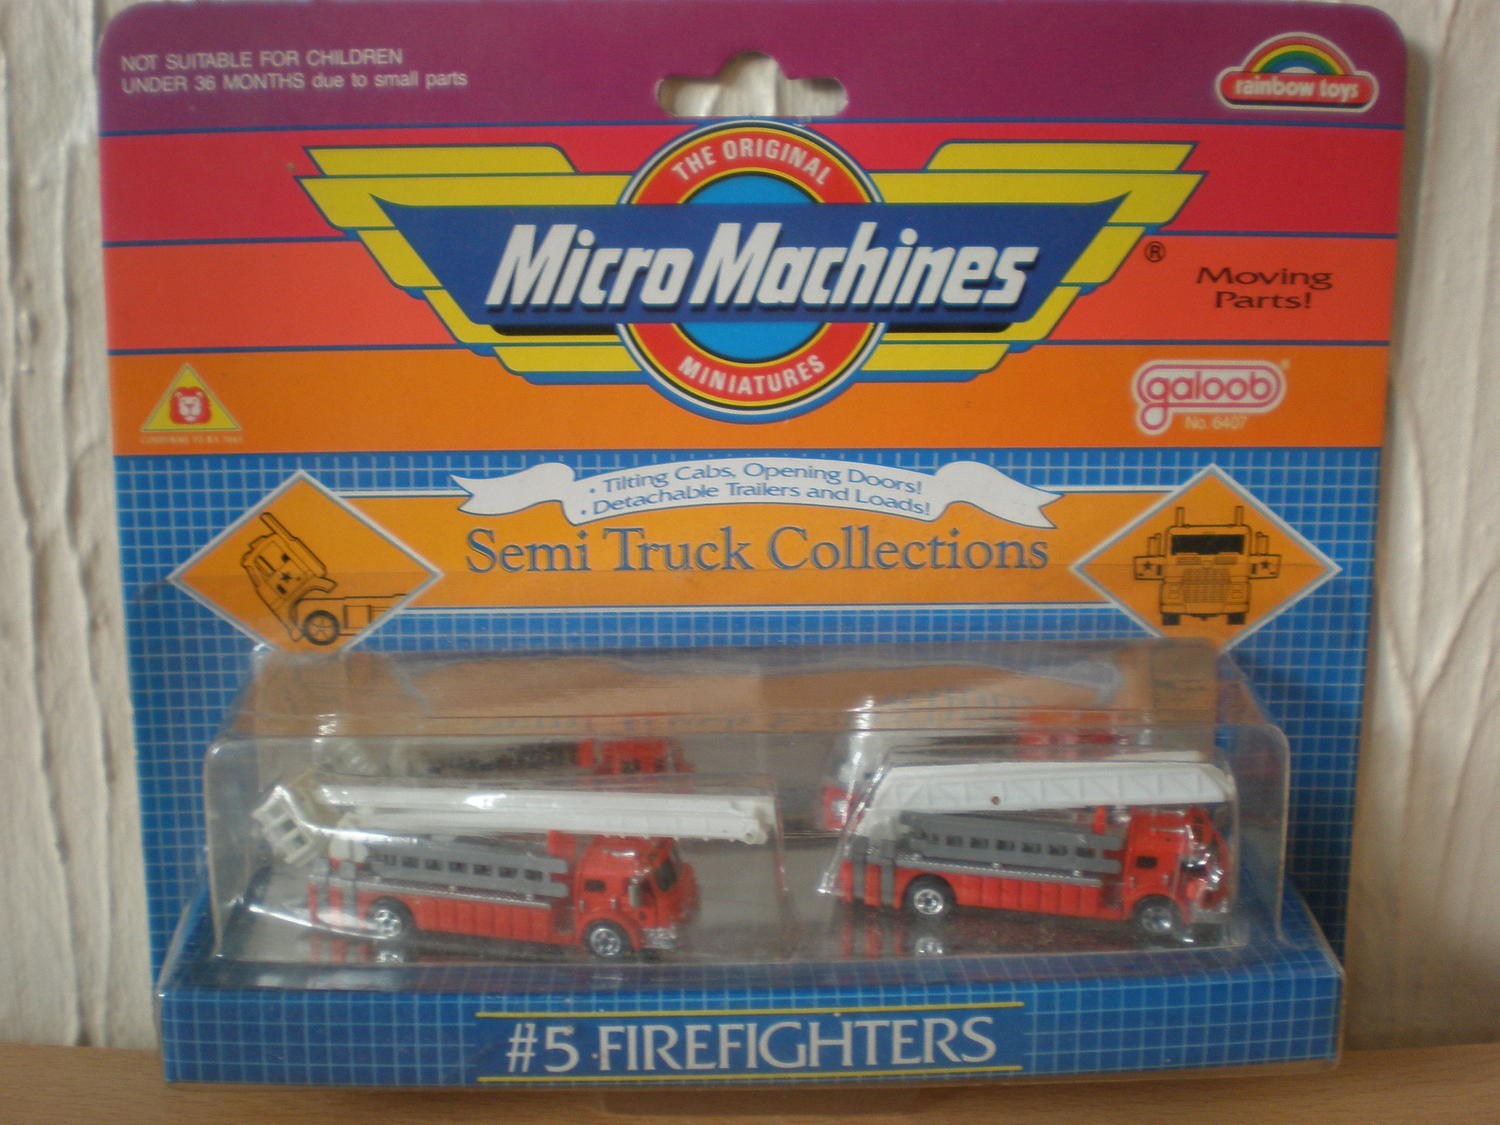 NOT SUITABLE FOR CHILDREN
UNDER 36 MONTHS due to small parts
rainbow toys
THE ORIGINAL
Micro Machines
®
MINIATURES
Moving
Parts!
galoob
No. 6407
• Tilting Cabs, Opening Doors!
• Detachable Trailers and Loads!
Semi Truck Collections
#5 FIREFIGHTERS